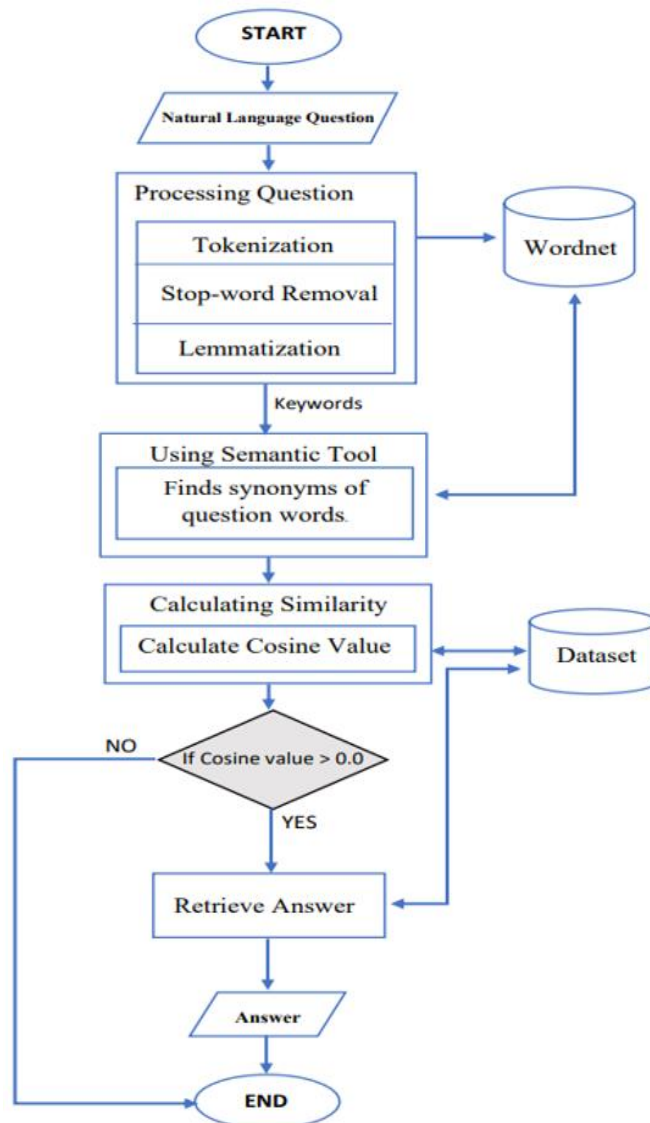 START
Natural Language Question
Processing Question
Tokenization
Stop-word Removal
Lemmatization
Wordnet
Keywords
Using Semantic Tool
Finds synonyms of
question words.
Calculating Similarity
Calculate Cosine Value
Dataset
If Cosine value > 0.0
NO
YES
Retrieve Answer
Answer
END